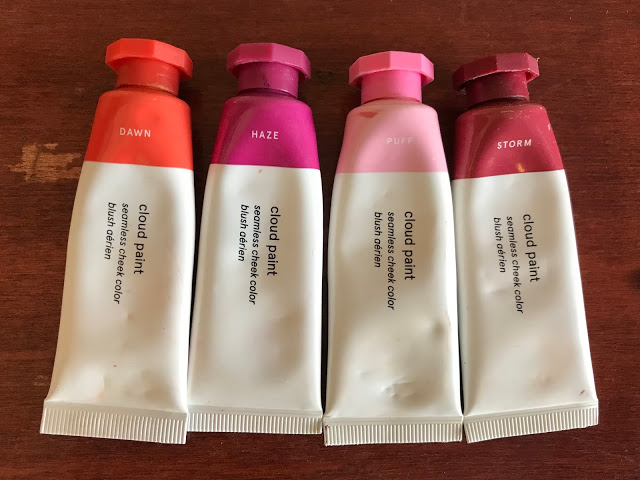 DAWN
cloud paint
seamless cheek color
blush aérien
HAZE
cloud paint
seamless cheek color
blush aérien
PUFF
cloud paint
seamless cheek color
blush aérien
STORM
cloud paint
seamless cheek color
blush aérien